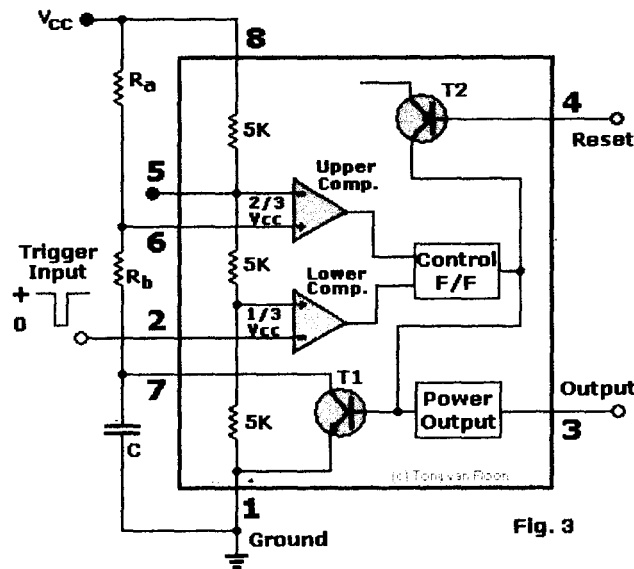 Vcc
8
Ra
T2
4
Reset
5K
5
Upper
Comp.
2/3
Vcc
6
Trigger
Input
Rb
5K
Control
F/F
Lower
Comp.
+
0
2
1/3
Vcc
7
T1
Output
Power
Output
3
C
5K
(c) Tony van Roon
1
Ground
Fig. 3